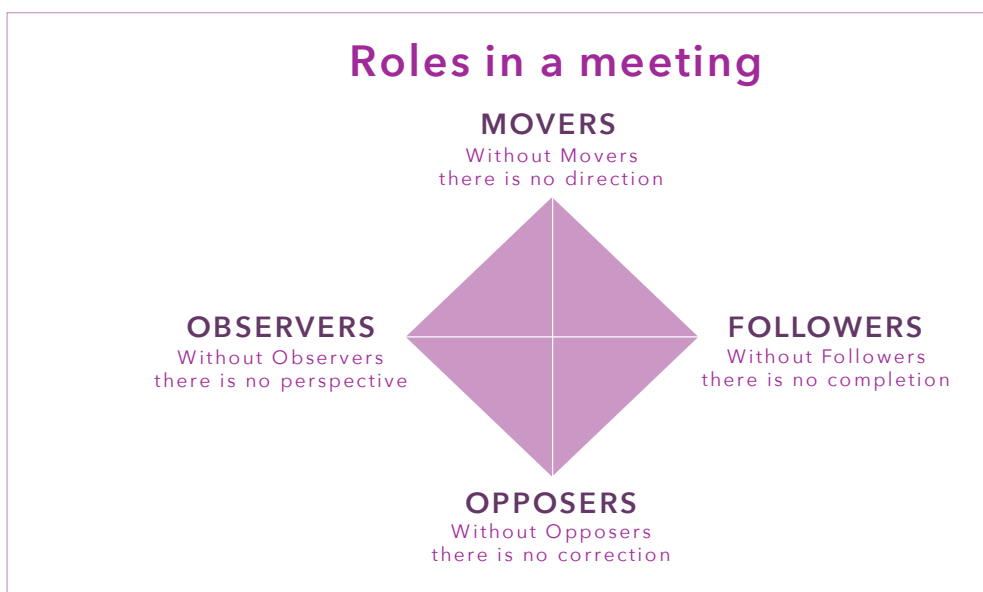 Roles in a meeting
MOVERS
Without Movers
there is no direction
OBSERVERS
Without Observers
there is no perspective
FOLLOWERS
Without Followers
there is no completion
OPPOSERS
Without Opposers
there is no correction